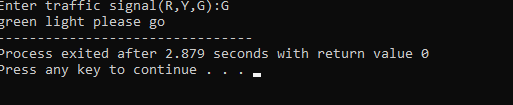 Enter traffic signal(R,Y,G):G
green light please go
--------------------------------
Process exited after 2.879 seconds with return value 0
Press any key to continue . . .